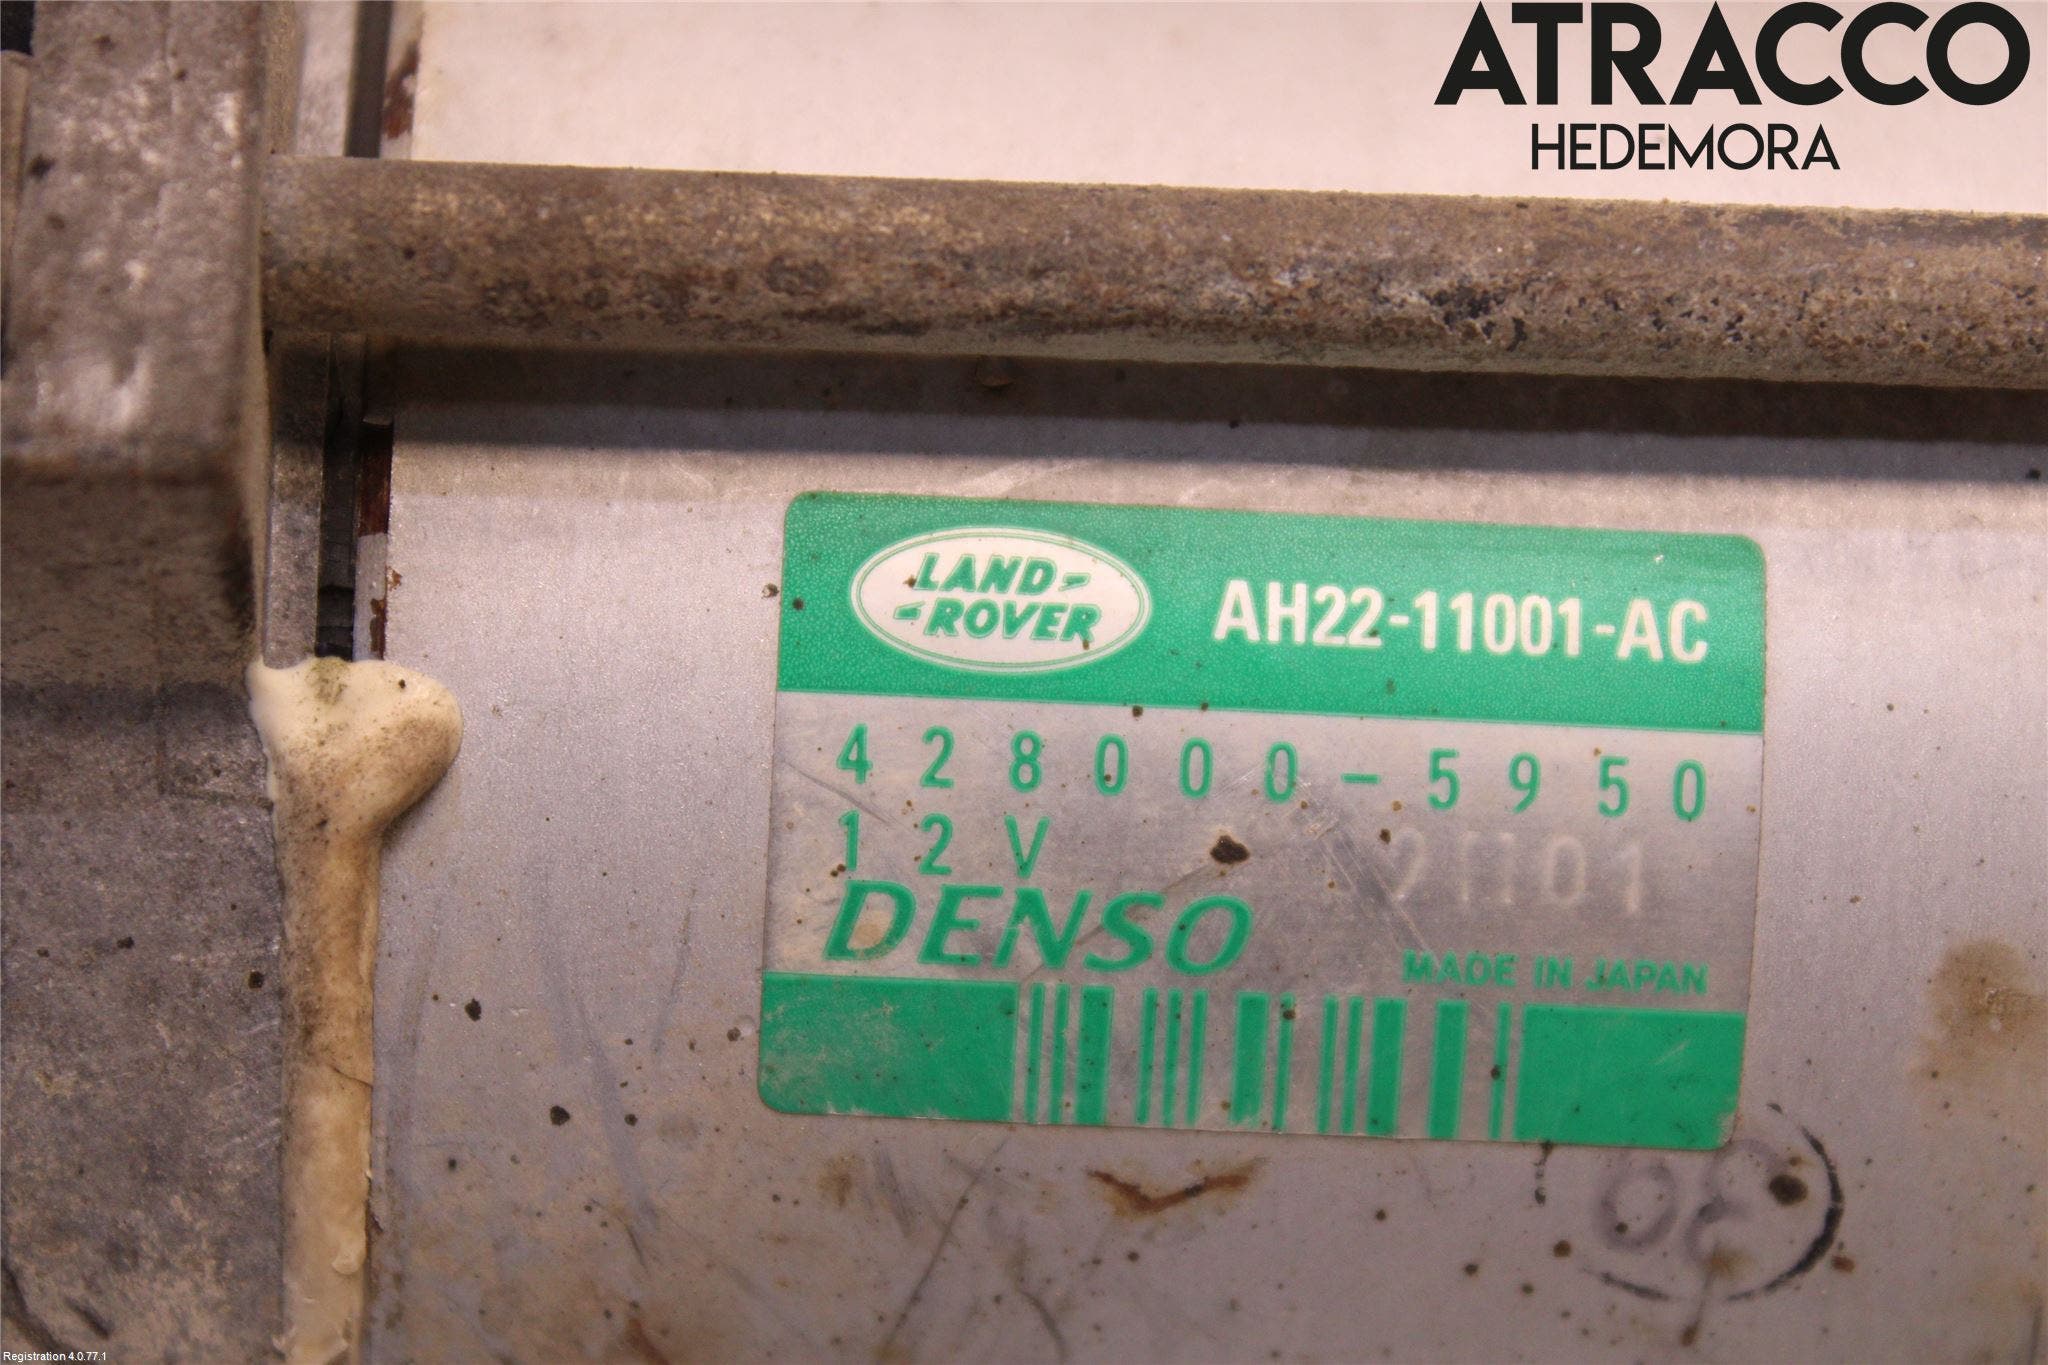 ATRACCO
HEDEMORA
LAND-
-ROVER
AH22-11001-AC
428000-5950
12V
DENSO
MADE IN JAPAN
Registration 4.0.77.1